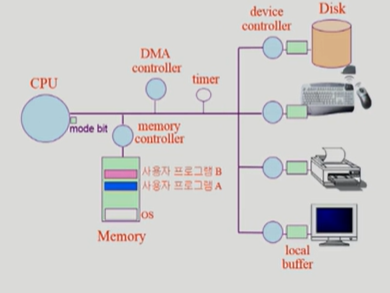 device
controller
Disk
DMA
controller
timer
CPU
mode bit
memory
controller
사용자 프로그램 B
사용자 프로그램 A
OS
Memory
local
buffer